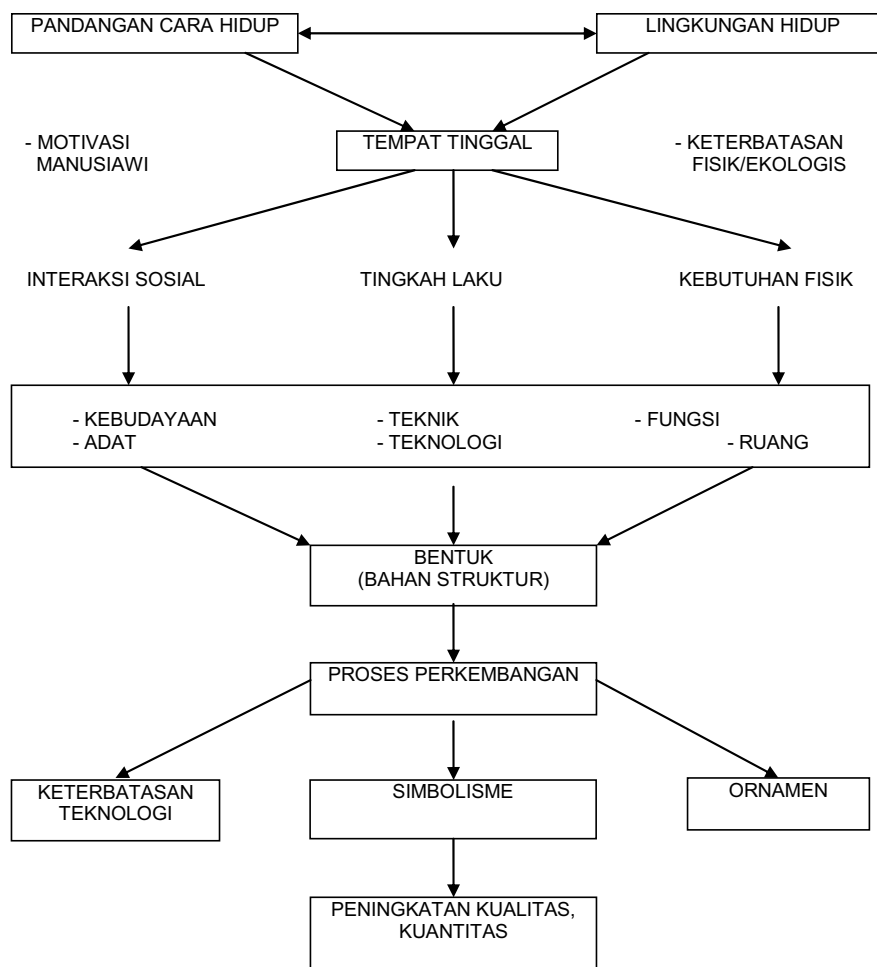 PANDANGAN CARA HIDUP
LINGKUNGAN HIDUP
- MOTIVASI
MANUSIAWI
TEMPAT TINGGAL
- KETERBATASAN
FISIK/EKOLOGIS
INTERAKSI SOSIAL
TINGKAH LAKU
KEBUTUHAN FISIK
- KEBUDAYAAN
- ADAT
- TEKNIK
- TEKNOLOGI
- FUNGSI
- RUANG
BENTUK
(BAHAN STRUKTUR)
PROSES PERKEMBANGAN
KETERBATASAN
TEKNOLOGI
SIMBOLISME
ORNAMEN
PENINGKATAN KUALITAS,
KUANTITAS